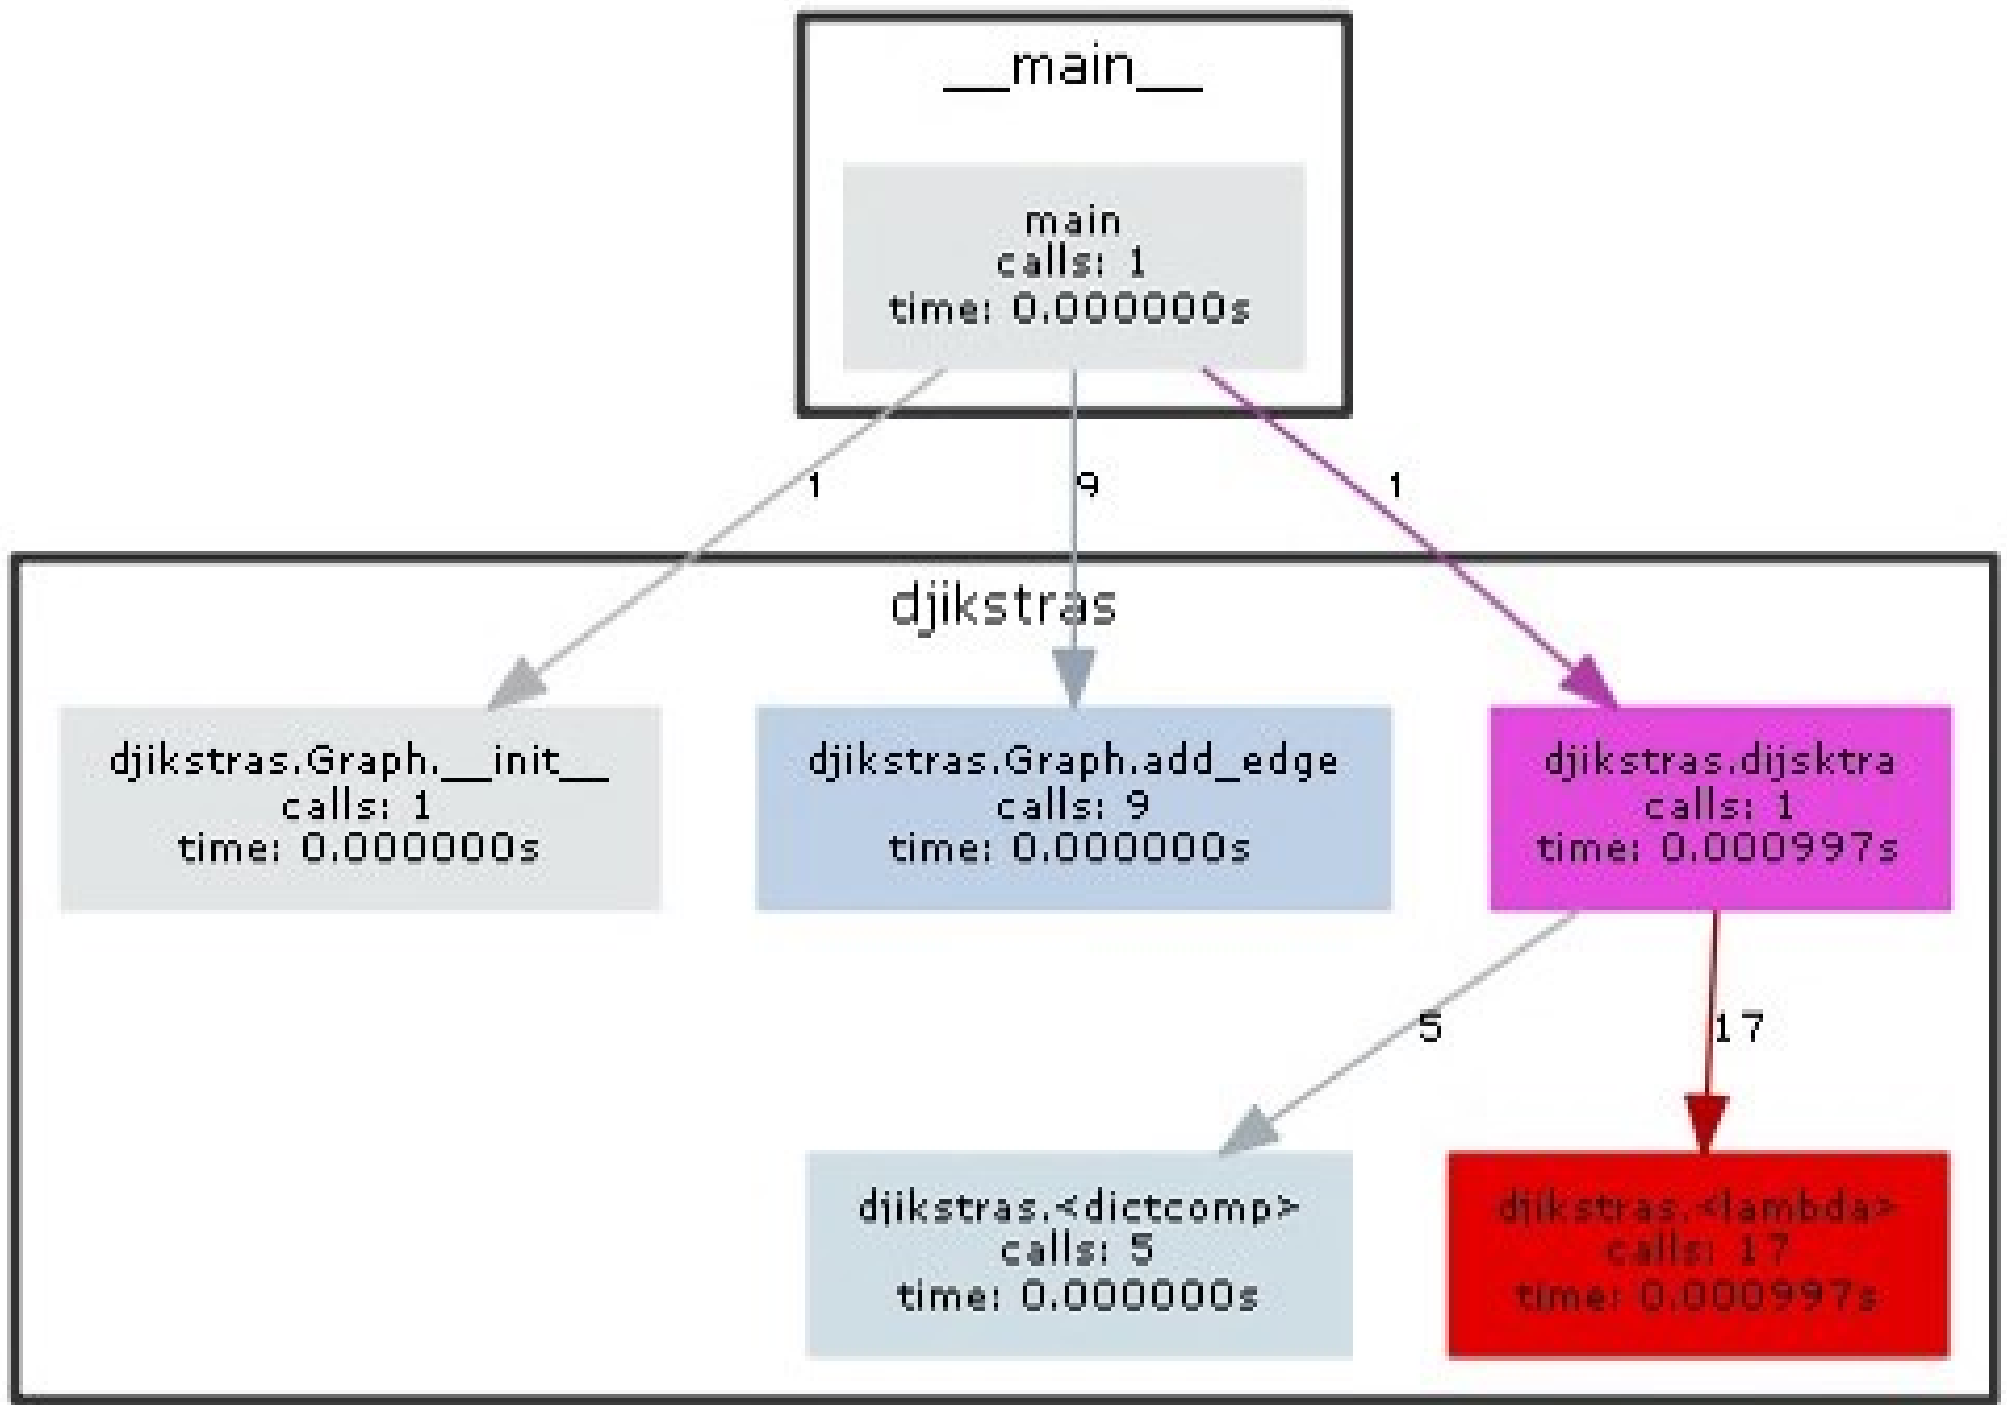 __main__
main
calls: 1
time: 0.000000s
1
9
1
djikstras
djikstras.Graph.__init__
calls: 1
time: 0.000000s
djikstras.Graph.add_edge
calls: 9
time: 0.000000s
djikstras.dijsktra
calls: 1
time: 0.000997s
5
17
djikstras.<dictcomp>
calls: 5
time: 0.000000s
djikstras.<lambda>
calls: 17
time: 0.000997s